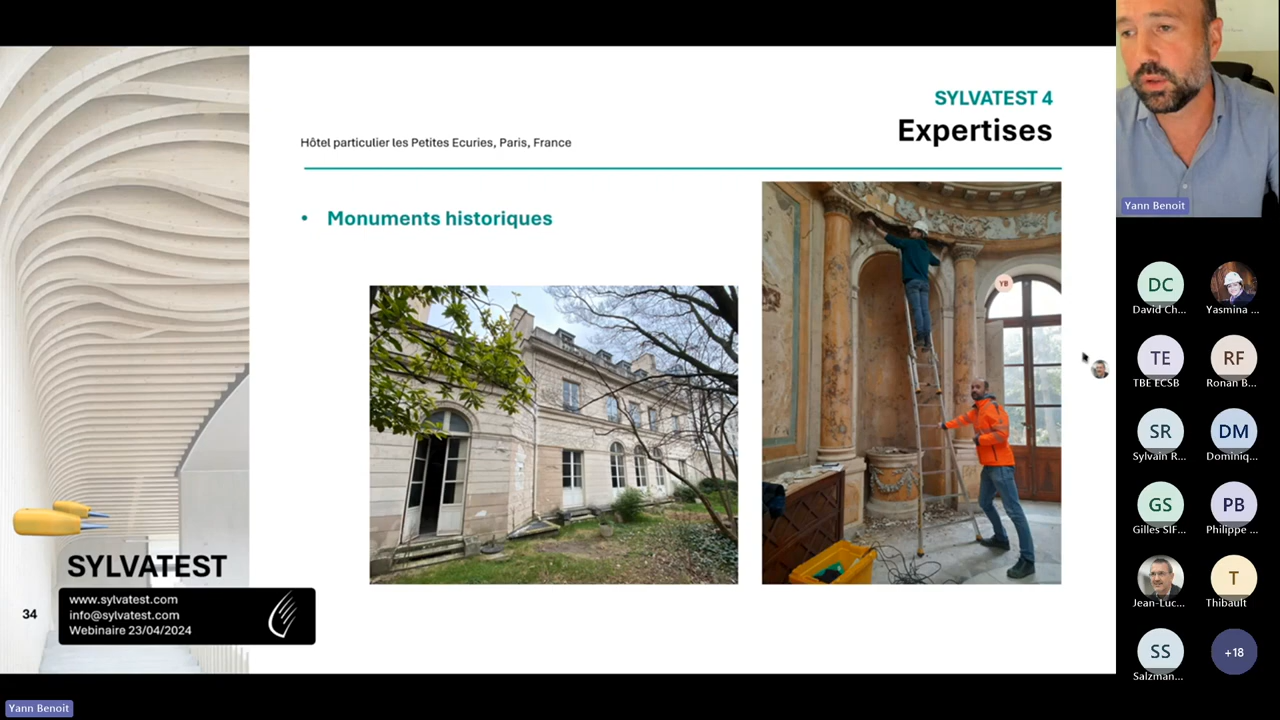 SYLVATEST 4
Expertises
Hôtel particulier les Petites Ecuries, Paris, France
• Monuments historiques
YB
SYLVATEST
www.sylvatest.com
info@sylvatest.com
Webinaire 23/04/2024
34
Yann Benoit
Yann Benoit
DC
David Ch...
Yasmina ...
TE
TBE ECSB
RF
Ronan B...
SR
Sylvain R...
DM
Dominiq...
GS
Gilles SIF...
PB
Philippe ...
Jean-Luc...
T
Thibault
SS
Salzman...
+18